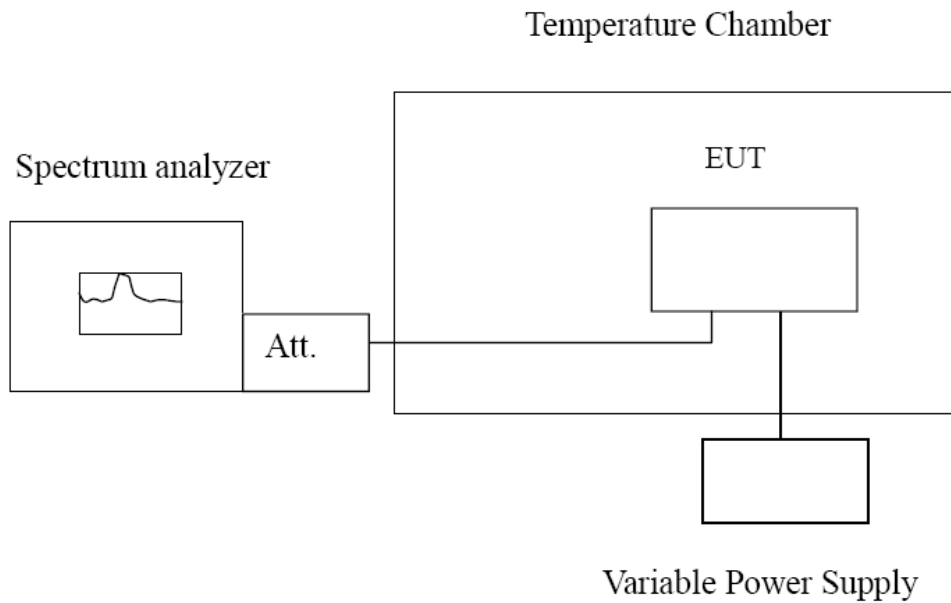 Temperature Chamber
Spectrum analyzer
EUT
Att.
Variable Power Supply